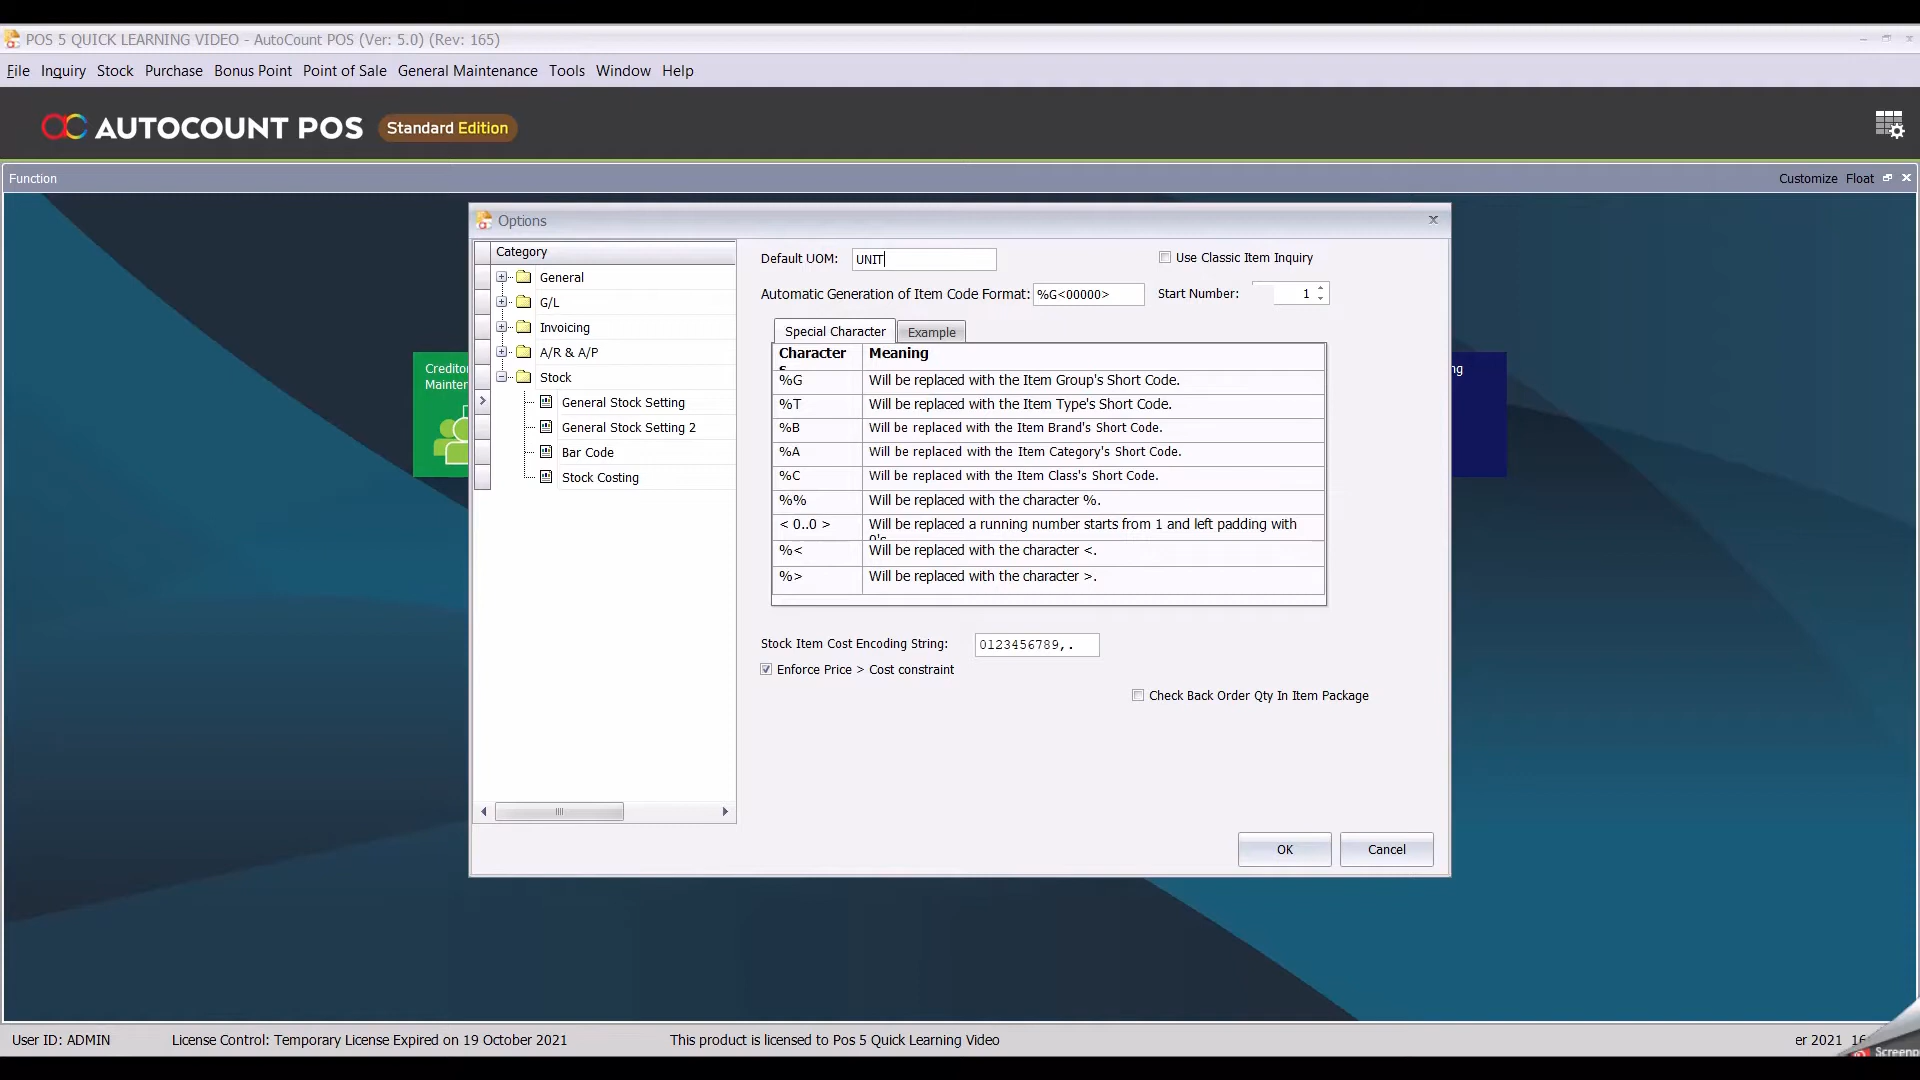 POS 5 QUICK LEARNING VIDEO - AutoCount POS (Ver: 5.0) (Rev: 165)
File Inquiry Stock Purchase Bonus Point Point of Sale General Maintenance Tools Window Help
AUTOCOUNT POS Standard Edition
Function Customize Float
Options
Category
General
G/L
Invoicing
A/R & A/P
Stock
General Stock Setting
General Stock Setting 2
Bar Code
Stock Costing
Default UOM: UNIT Use Classic Item Inquiry
Automatic Generation of Item Code Format: %G<00000> Start Number: 1
Special Character Example
Character Meaning
%G Will be replaced with the Item Group's Short Code.
%T Will be replaced with the Item Type's Short Code.
%B Will be replaced with the Item Brand's Short Code.
%A Will be replaced with the Item Category's Short Code.
%C Will be replaced with the Item Class's Short Code.
%% Will be replaced with the character %.
< 0..0 > Will be replaced a running number starts from 1 and left padding with
0's
%< Will be replaced with the character <.
%> Will be replaced with the character >.
Stock Item Cost Encoding String: 0123456789,.
Enforce Price > Cost constraint
Check Back Order Qty In Item Package
OK Cancel
Creditor
Mainten
ng
User ID: ADMIN License Control: Temporary License Expired on 19 October 2021 This product is licensed to Pos 5 Quick Learning Video er 2021 16
Screenp